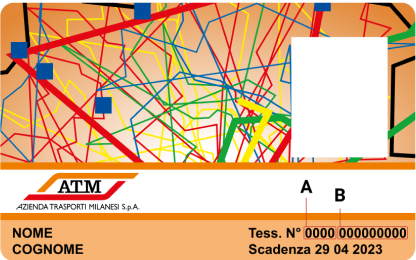 A
B
ATM
AZIENDA TRASPORTI MILANESI S.p.A.
NOME
Tess. N° 0000 000000000
COGNOME
Scadenza 29 04 2023